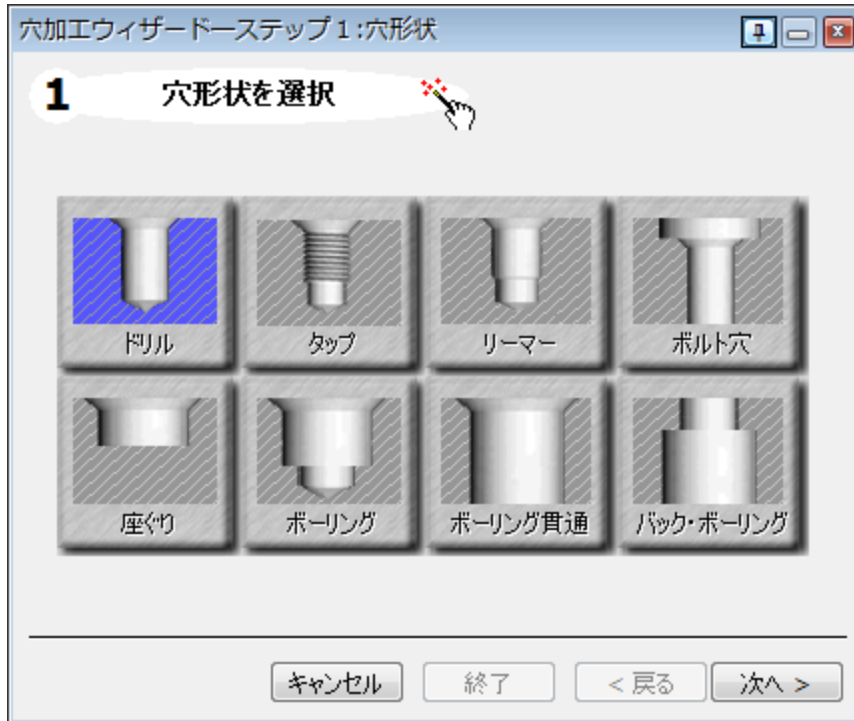 穴加工ウィザードーステップ1:穴形状
1 穴形状を選択
ドリル タップ リーマー ボルト穴
座ぐり ボーリング ボーリング貫通 バック・ボーリング
キャンセル 終了 < 戻る 次へ >